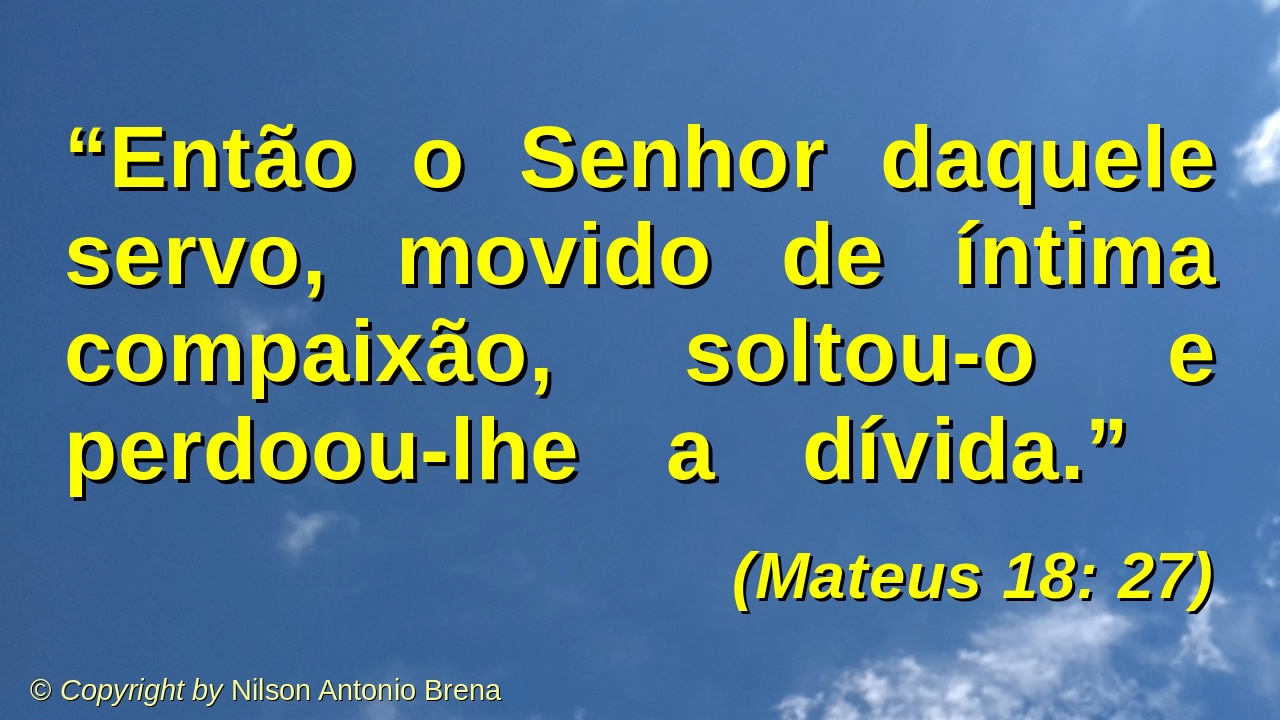 “Então o Senhor daquele
servo, movido de íntima
compaixão, soltou-o e
perdoou-lhe a dívida.”
(Mateus 18: 27)
© Copyright by Nilson Antonio Brena